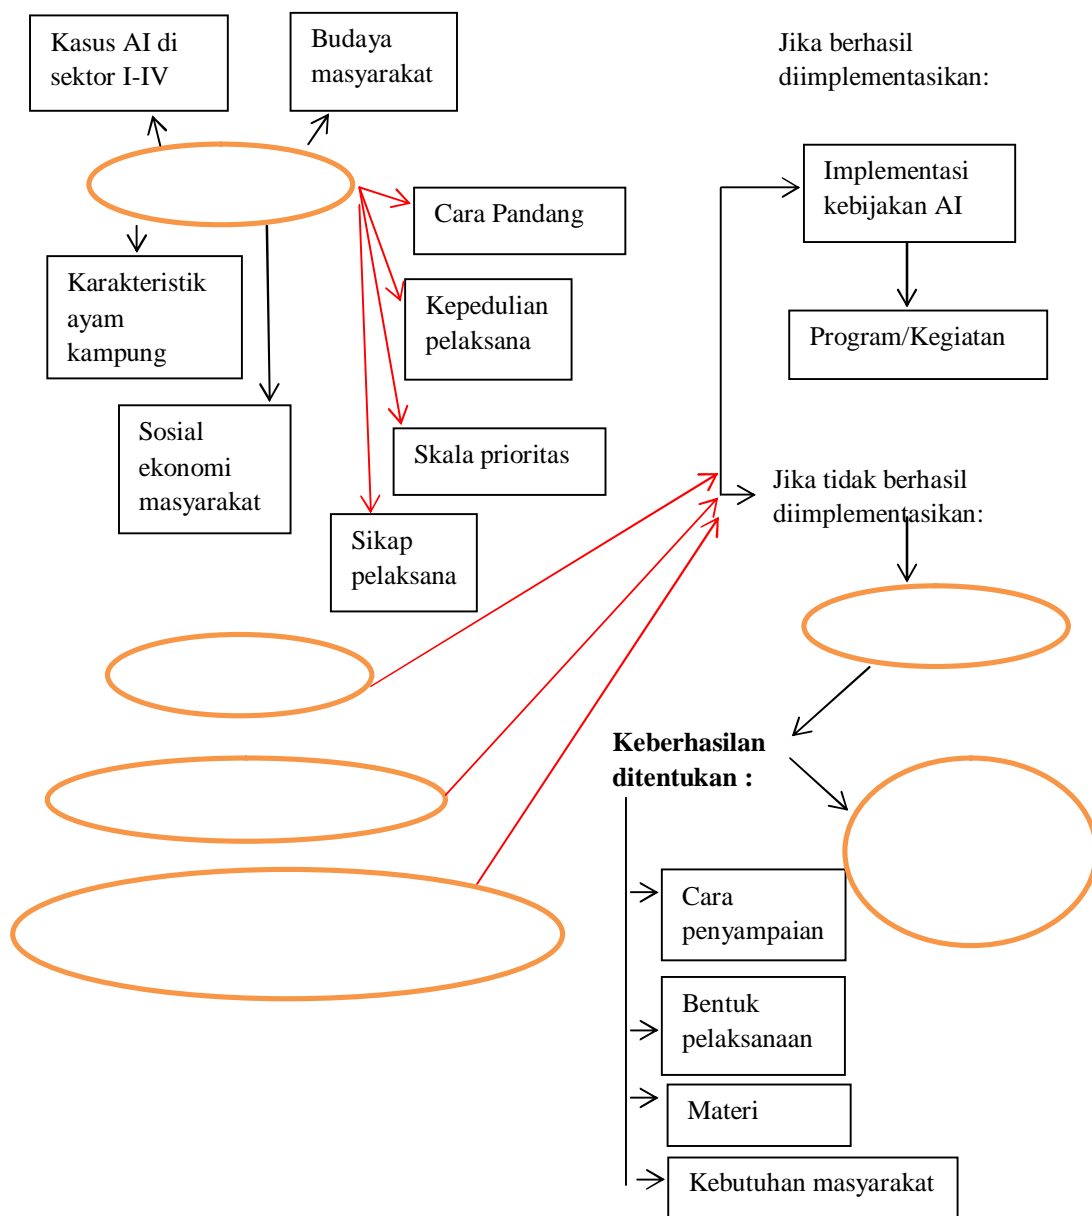 Kasus AI di
sektor I-IV
Budaya
masyarakat
Jika berhasil
diimplementasikan:
Implementasi
kebijakan AI
Cara Pandang
Karakteristik
ayam
kampung
Kepedulian
pelaksana
Program/Kegiatan
Sosial
ekonomi
masyarakat
Skala prioritas
Jika tidak berhasil
diimplementasikan:
Sikap
pelaksana
Keberhasilan
ditentukan :
Cara
penyampaian
Bentuk
pelaksanaan
Materi
Kebutuhan masyarakat